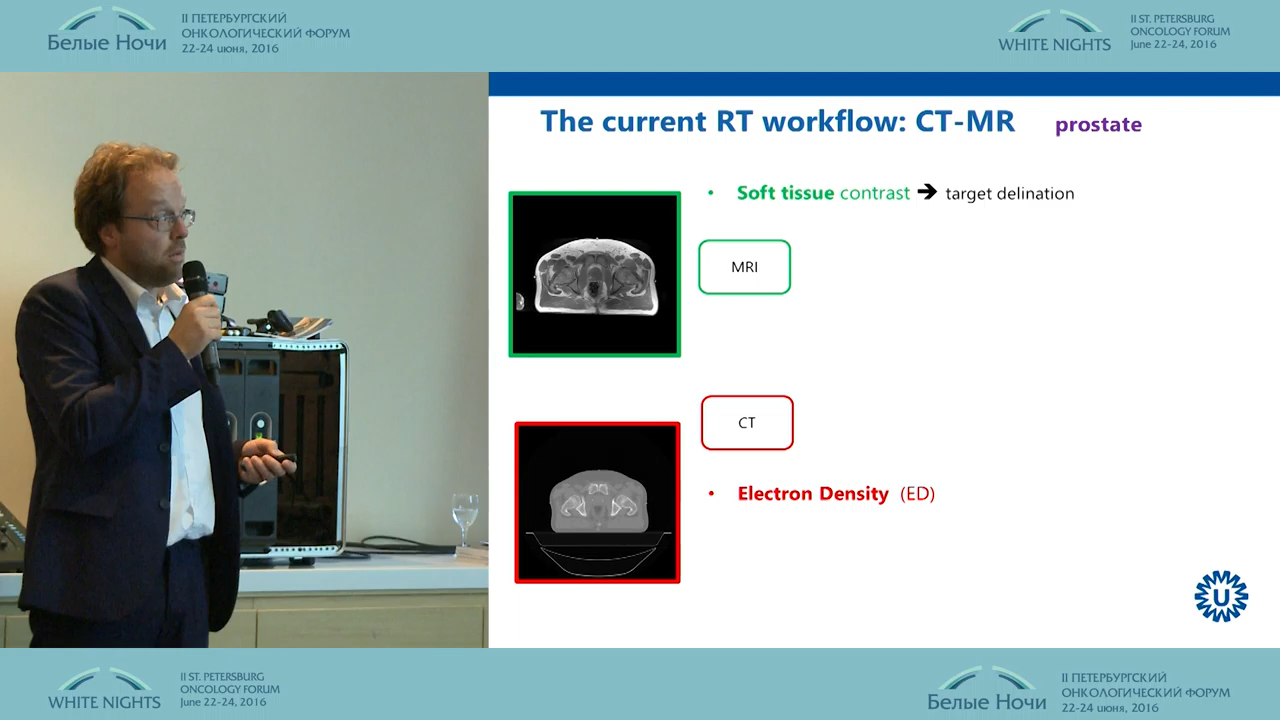 Белые Ночи
II ПЕТЕРБУРГСКИЙ
ОНКОЛОГИЧЕСКИЙ ФОРУМ
22-24 июня, 2016
WHITE NIGHTS
II ST. PETERSBURG
ONCOLOGY FORUM
June 22-24, 2016
The current RT workflow: CT-MR
prostate
• Soft tissue contrast ➔ target delination
MRI
CT
• Electron Density (ED)
U
WHITE NIGHTS
II ST. PETERSBURG
ONCOLOGY FORUM
June 22-24, 2016
Белые Ночи
II ПЕТЕРБУРГСКИЙ
ОНКОЛОГИЧЕСКИЙ ФОРУМ
22-24 июня, 2016